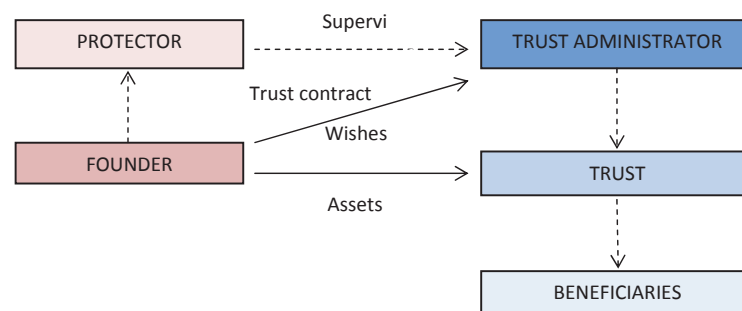 Supervi
PROTECTOR
TRUST ADMINISTRATOR
Trust contract
Wishes
FOUNDER
TRUST
Assets
BENEFICIARIES